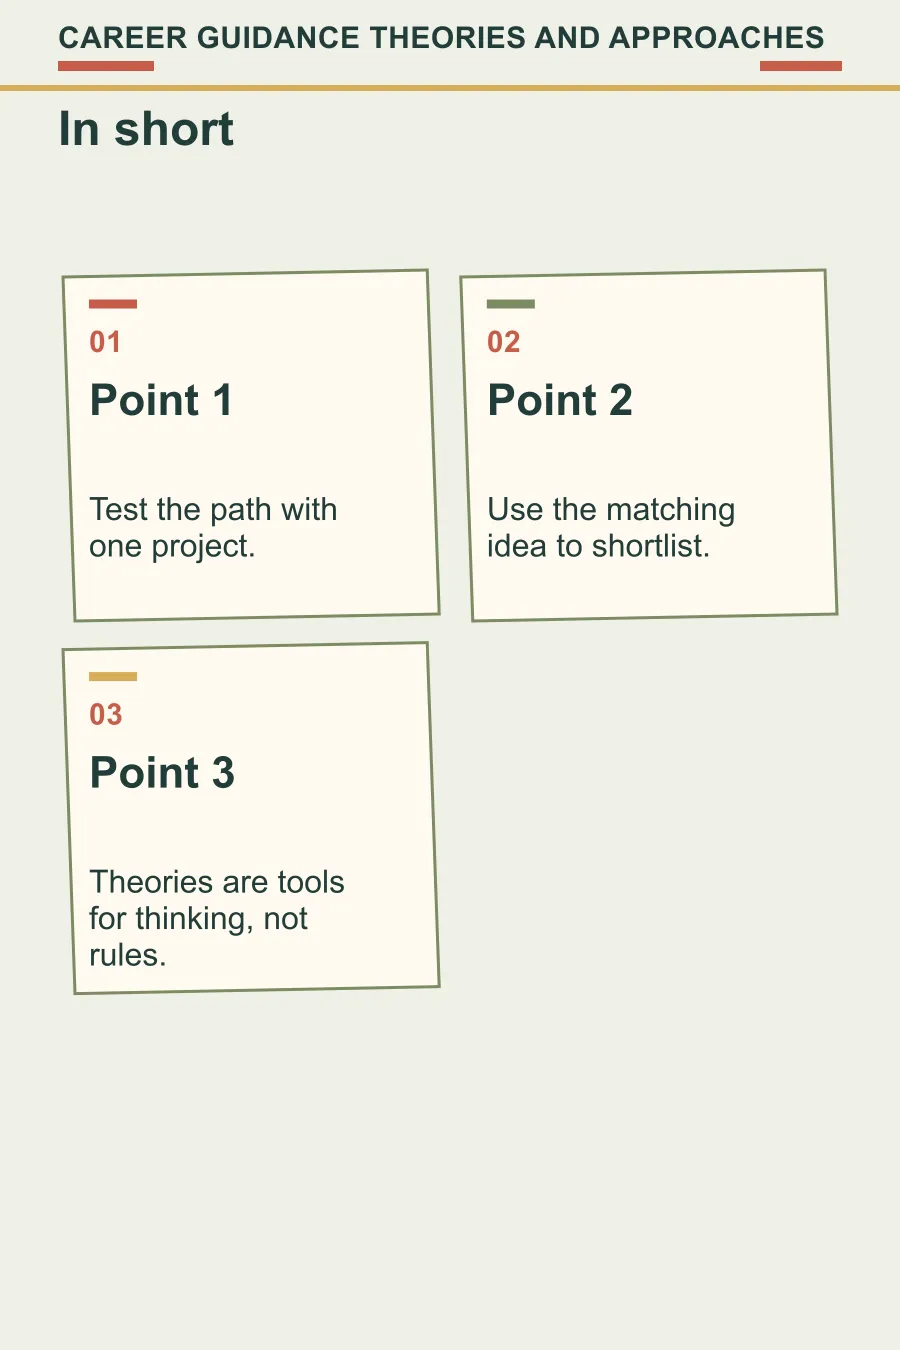 CAREER GUIDANCE THEORIES AND APPROACHES
In short
01
Point 1
Test the path with
one project.
02
Point 2
Use the matching
idea to shortlist.
03
Point 3
Theories are tools
for thinking, not
rules.